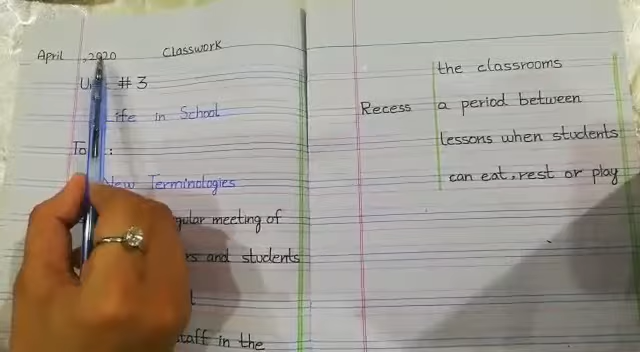 April ,2020 Classwork
# 3
ife in School
To :
New Terminologies
gular meeting of
rs and students
staff in the
the classrooms
Recess a period between
lessons when students
can eat, rest or play